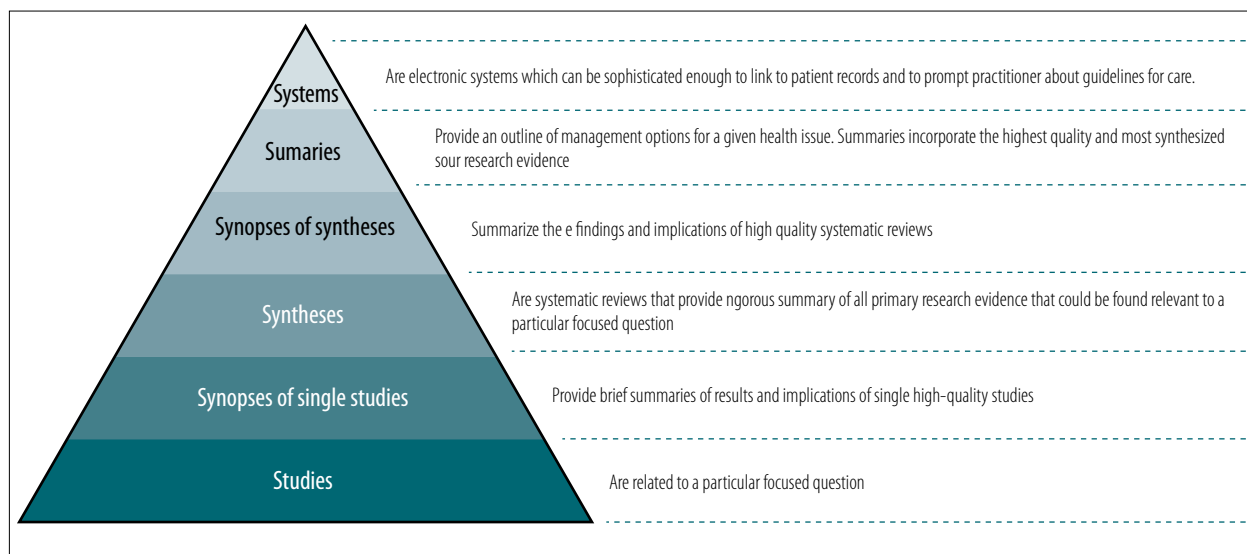 Systems
Are electronic systems which can be sophisticated enough to link to patient records and to prompt practitioner about guidelines for care.
Sumaries
Provide an outline of management options for a given health issue. Summaries incorporate the highest quality and most synthesized
sour research evidence
Synopses of syntheses
Summarize the e findings and implications of high quality systematic reviews
Syntheses
Are systematic reviews that provide ngorous summary of all primary research evidence that could be found relevant to a
particular focused question
Synopses of single studies
Provide brief summaries of results and implications of single high-quality studies
Studies
Are related to a particular focused question